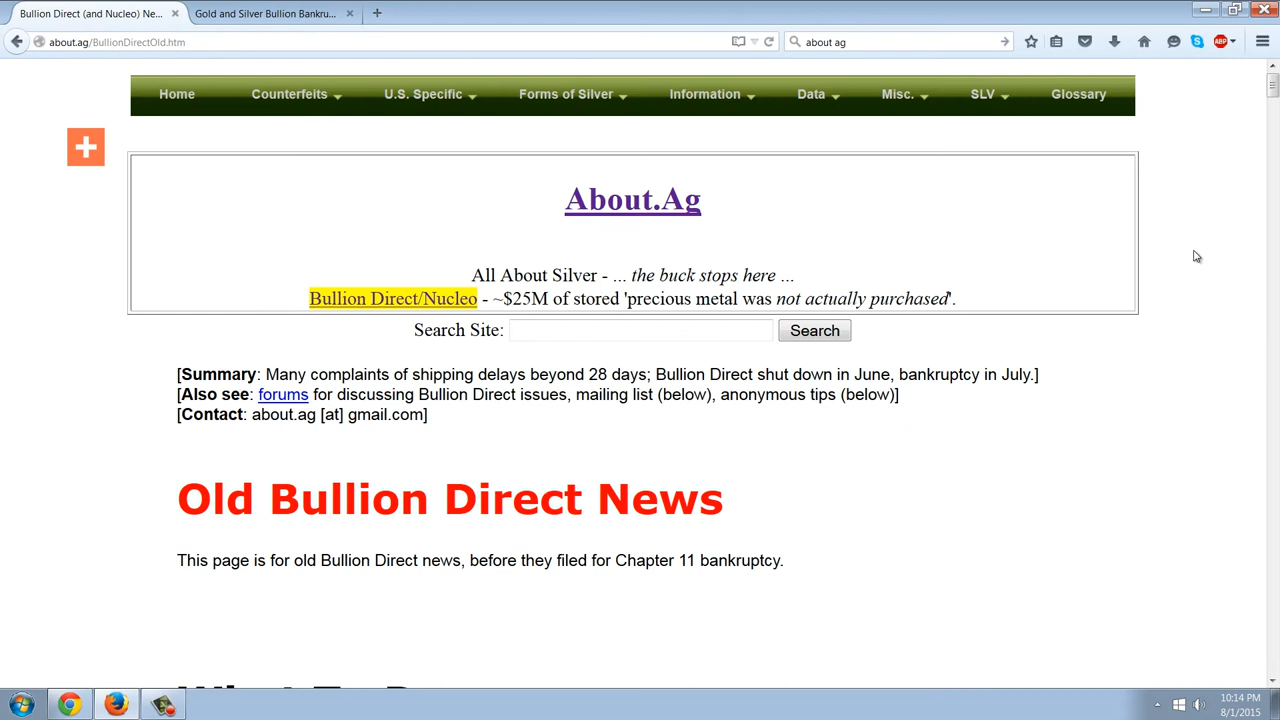 Bullion Direct (and Nucleo) Ne...
Gold and Silver Bullion Bankru...
about.ag/BullionDirectOld.htm
about ag
ABP
Home Counterfeits U.S. Specific Forms of Silver Information Data Misc. SLV Glossary
About.Ag
All About Silver - ... the buck stops here ...
Bullion Direct/Nucleo - ~$25M of stored 'precious metal was not actually purchased'.
Search Site: Search
[Summary: Many complaints of shipping delays beyond 28 days; Bullion Direct shut down in June, bankruptcy in July.]
[Also see: forums for discussing Bullion Direct issues, mailing list (below), anonymous tips (below)]
[Contact: about.ag [at] gmail.com]
Old Bullion Direct News
This page is for old Bullion Direct news, before they filed for Chapter 11 bankruptcy.
10:14 PM
8/1/2015